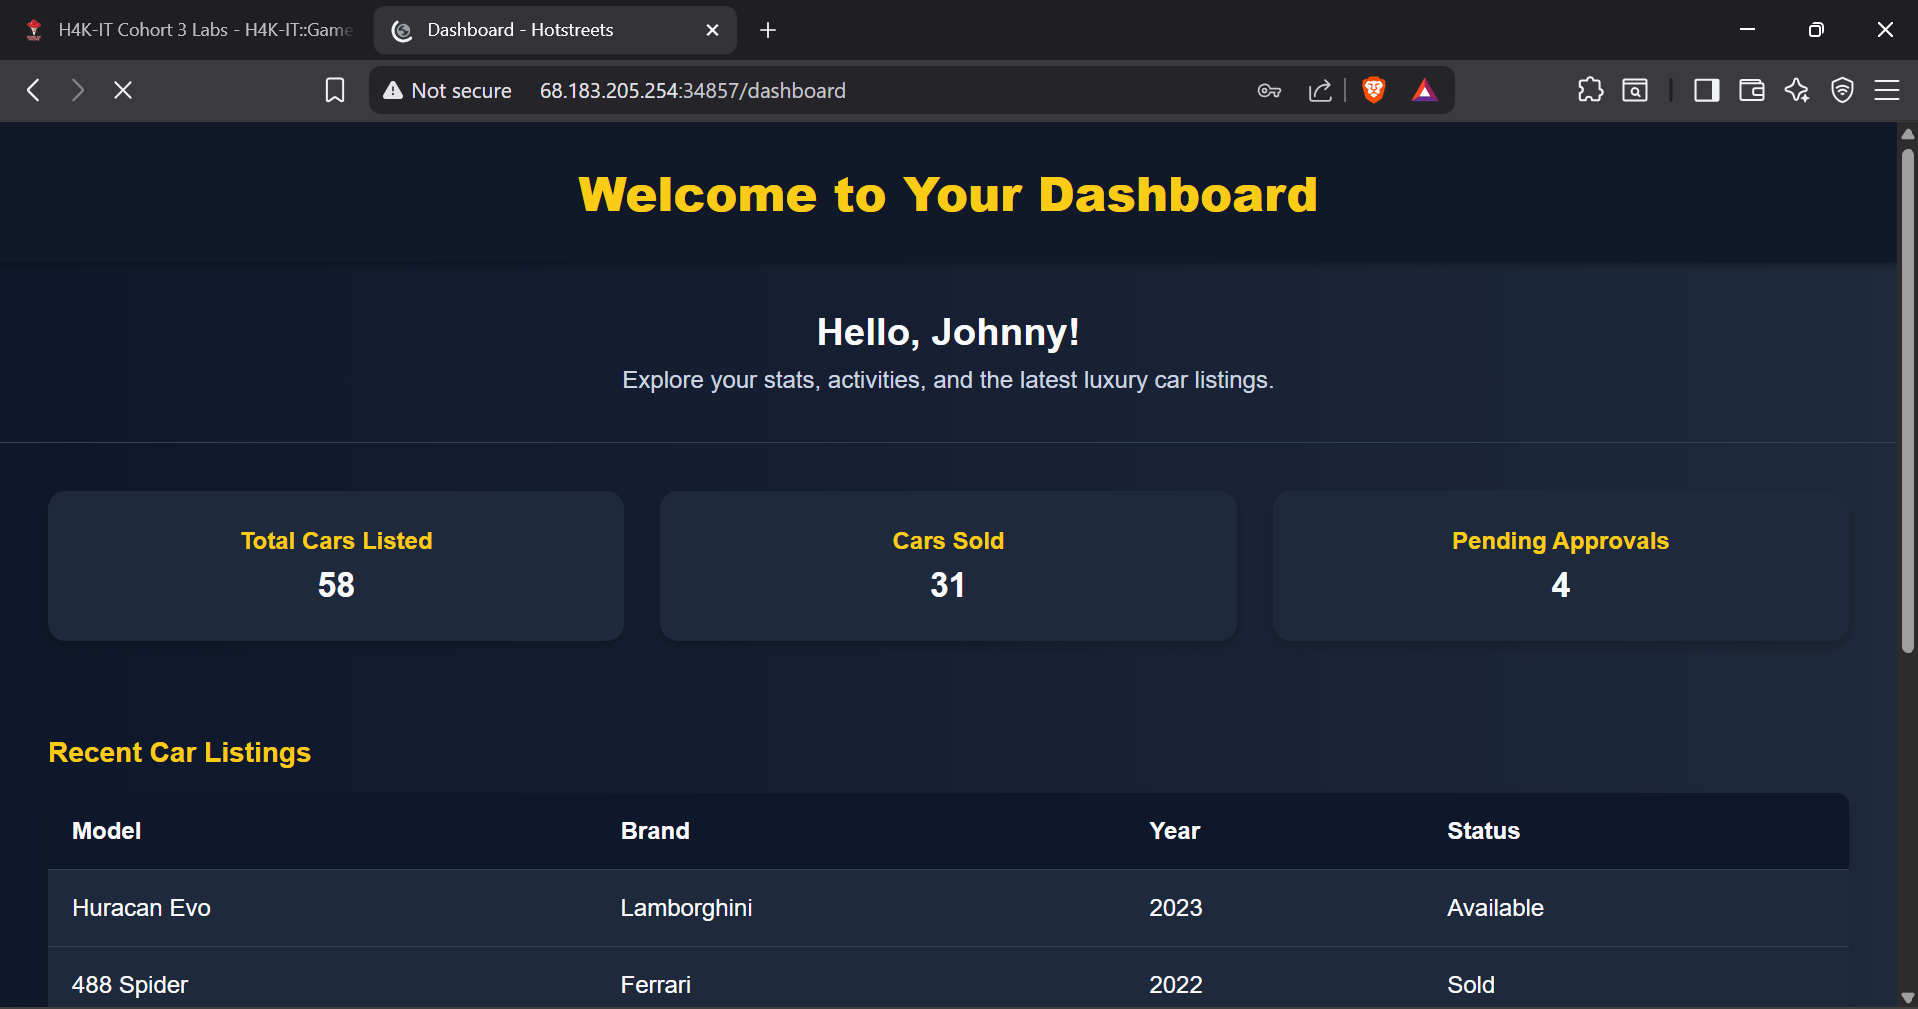 H4K-IT Cohort 3 Labs - H4K-IT::Game
Dashboard - Hotstreets
Not secure 68.183.205.254:34857/dashboard
Welcome to Your Dashboard
Hello, Johnny!
Explore your stats, activities, and the latest luxury car listings.
Total Cars Listed
58
Cars Sold
31
Pending Approvals
4
Recent Car Listings
Model Brand Year Status
Huracan Evo Lamborghini 2023 Available
488 Spider Ferrari 2022 Sold